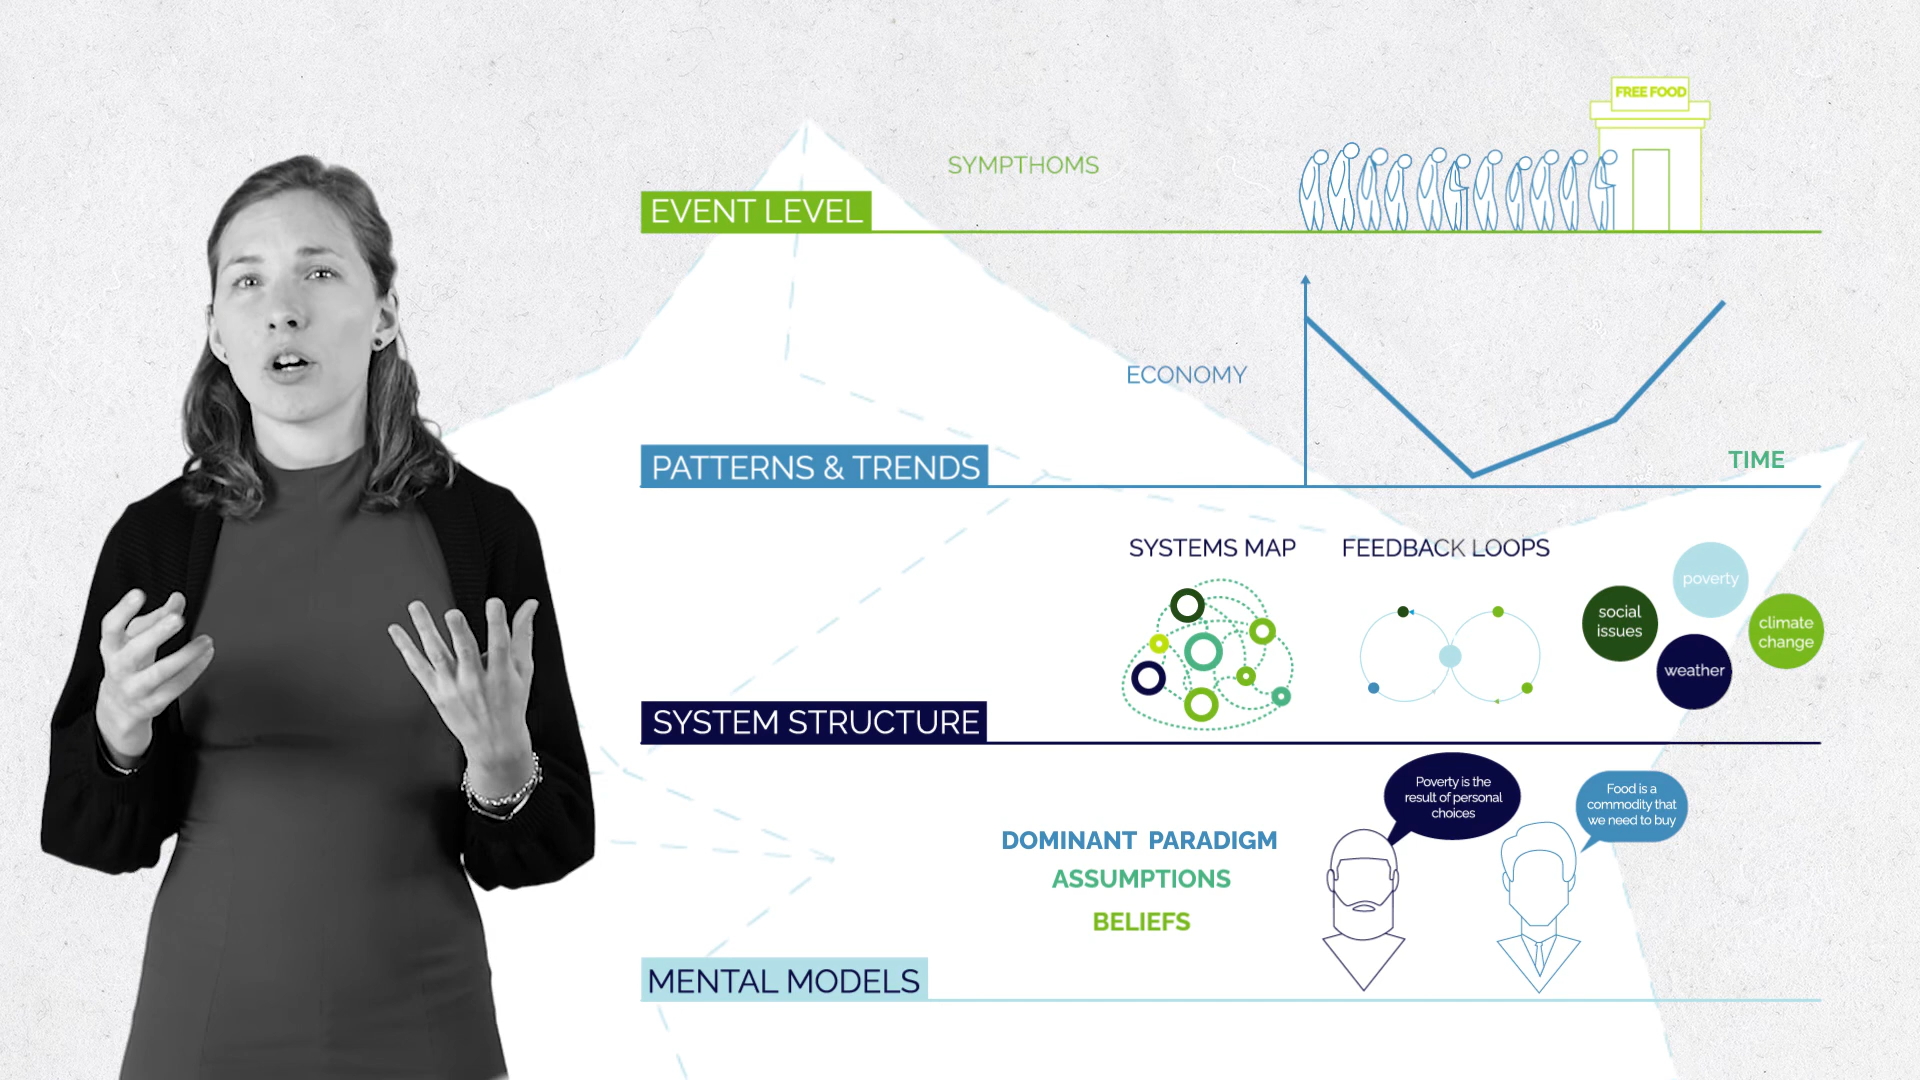 FREE FOOD
SYMPTHOMS
EVENT LEVEL
ECONOMY
PATTERNS & TRENDS
TIME
SYSTEMS MAP
FEEDBACK LOOPS
poverty
social
issues
climate
change
weather
SYSTEM STRUCTURE
Poverty is the
result of personal
choices
Food is a
commodity that
we need to buy
DOMINANT PARADIGM
ASSUMPTIONS
BELIEFS
MENTAL MODELS